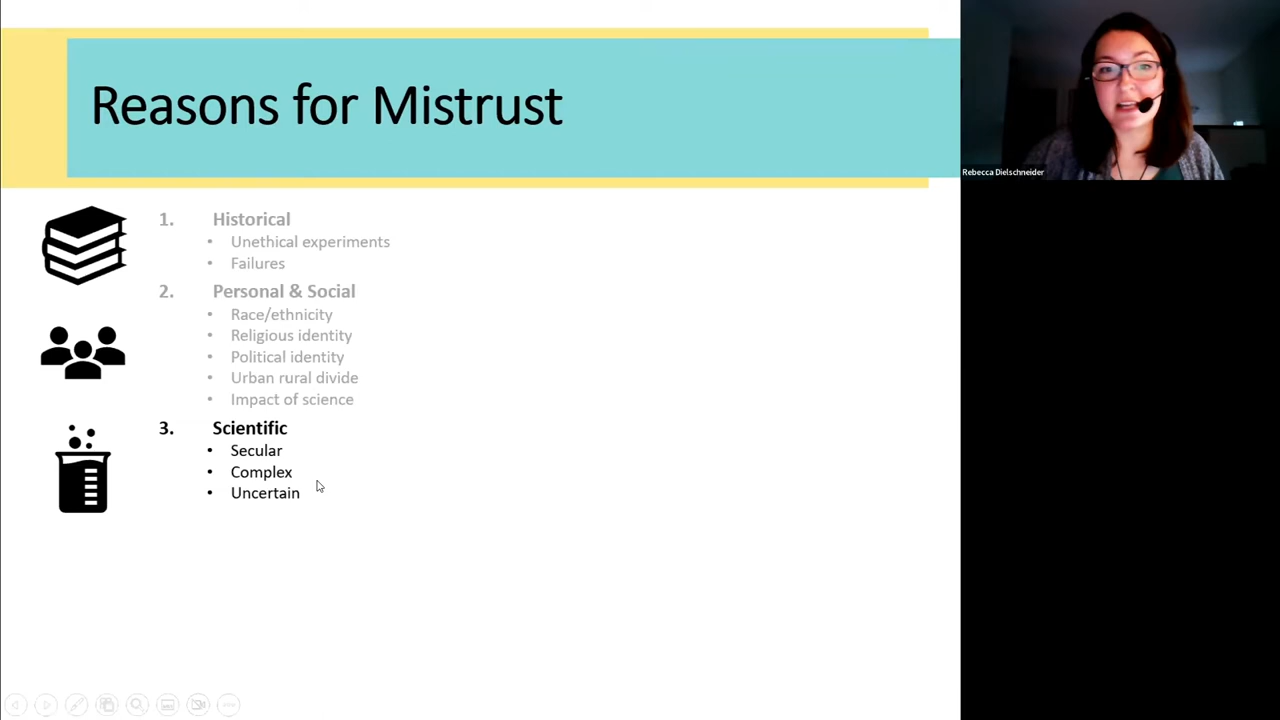 Reasons for Mistrust
Rebecca Dielschneider
1. Historical
• Unethical experiments
• Failures
2. Personal & Social
• Race/ethnicity
• Religious identity
• Political identity
• Urban rural divide
• Impact of science
3. Scientific
• Secular
• Complex
• Uncertain